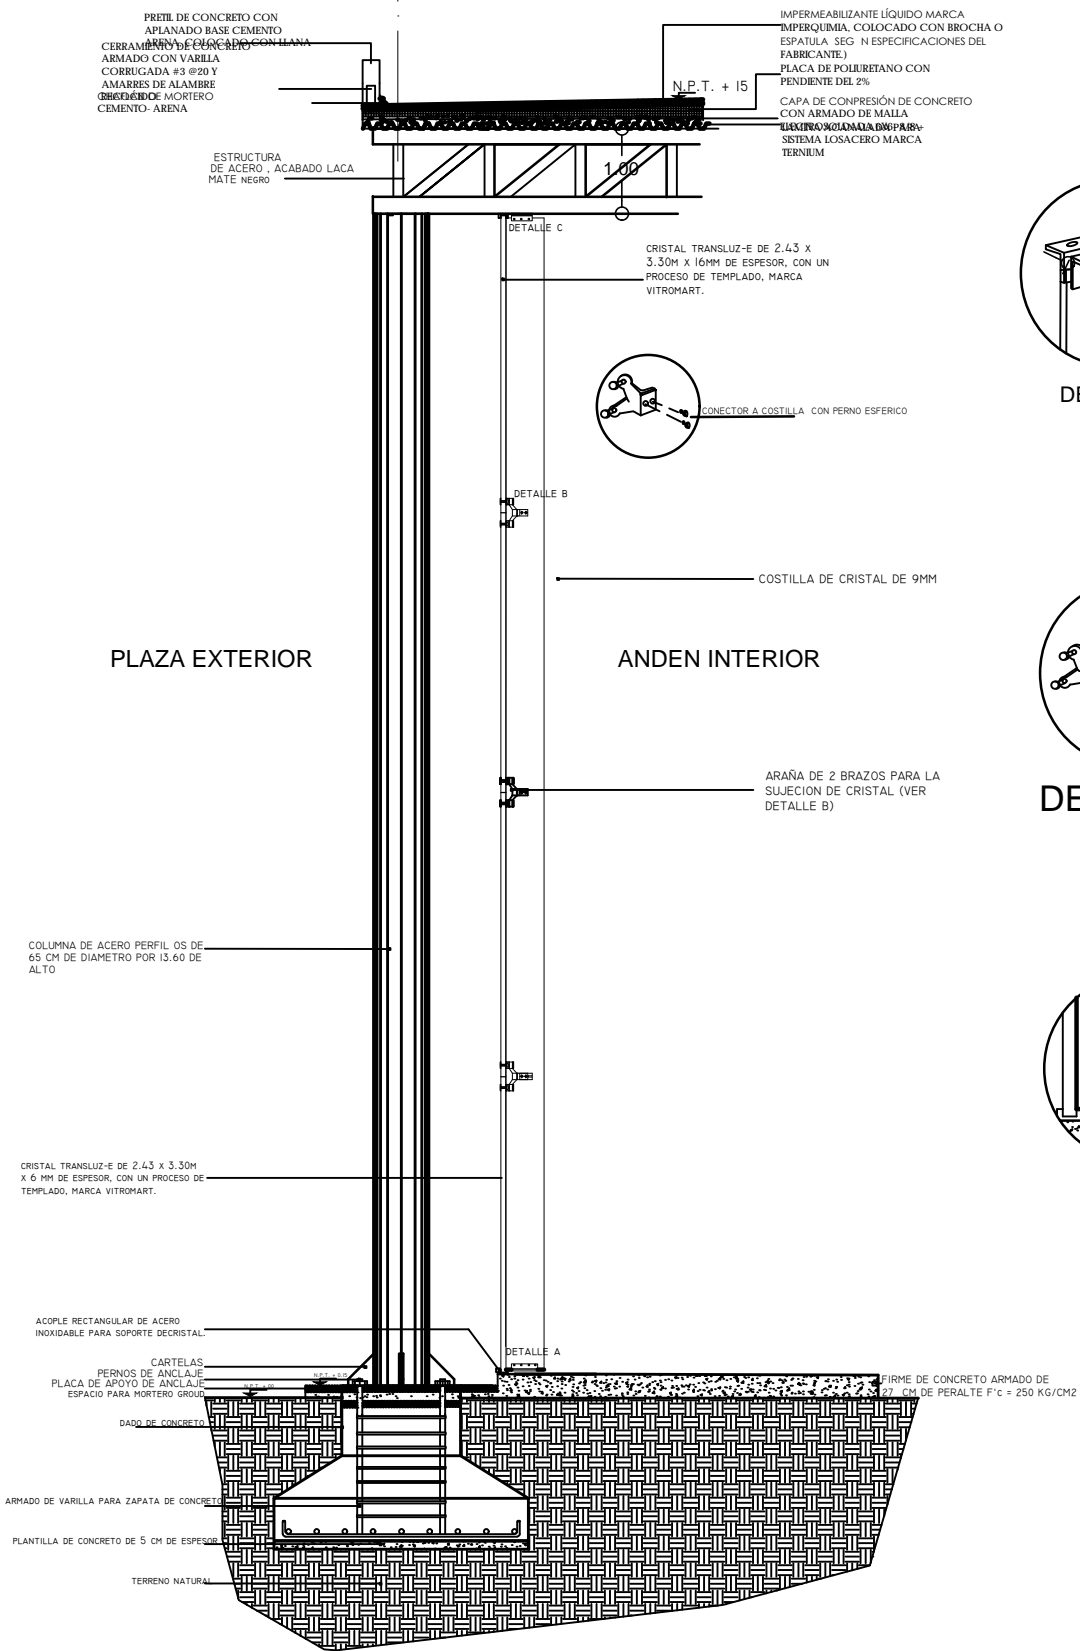 PRETIL DE CONCRETO CON
APLANADO BASE CEMENTO
ARENA, COLOCADO CON LLANA
CERRAMIENTO DE CONCRETO
ARMADO CON VARILLA
CORRUGADA #3 @20 Y
AMARRES DE ALAMBRE
RECOCIDO
DE MORTERO
CEMENTO- ARENA
IMPERMEABILIZANTE LÍQUIDO MARCA
IMPERQUIMIA, COLOCADO CON BROCHA O
ESPATULA SEG N ESPECIFICACIONES DEL
FABRICANTE.)
PLACA DE POLIURETANO CON
PENDIENTE DEL 2%
N.P.T. + 15
CAPA DE CONPRESIÓN DE CONCRETO
CON ARMADO DE MALLA
SISTEMA LOSACERO MARCA
TERNIUM
ESTRUCTURA
DE ACERO , ACABADO LACA
MATE NEGRO
1.00
DETALLE C
CRISTAL TRANSLUZ-E DE 2.43 X
3.30M X 16MM DE ESPESOR, CON UN
PROCESO DE TEMPLADO, MARCA
VITROMART.
DE
CONECTOR A COSTILLA CON PERNO ESFERICO
DETALLE B
COSTILLA DE CRISTAL DE 9MM
PLAZA EXTERIOR
ANDEN INTERIOR
ARAÑA DE 2 BRAZOS PARA LA
SUJECION DE CRISTAL (VER
DETALLE B)
DE
COLUMNA DE ACERO PERFIL OS DE
65 CM DE DIAMETRO POR 13.60 DE
ALTO
CRISTAL TRANSLUZ-E DE 2.43 X 3.30M
X 6 MM DE ESPESOR, CON UN PROCESO DE
TEMPLADO, MARCA VITROMART.
ACOPLE RECTANGULAR DE ACERO
INOXIDABLE PARA SOPORTE DECRISTAL.
DETALLE A
CARTELAS
PERNOS DE ANCLAJE
PLACA DE APOYO DE ANCLAJE
ESPACIO PARA MORTERO GROUD
N.P.T. + 0.15
N.P.T. ±.00
FIRME DE CONCRETO ARMADO DE
27 CM DE PERALTE F'c = 250 KG/CM2
DADO DE CONCRETO
ARMADO DE VARILLA PARA ZAPATA DE CONCRETO
PLANTILLA DE CONCRETO DE 5 CM DE ESPESOR
TERRENO NATURAL